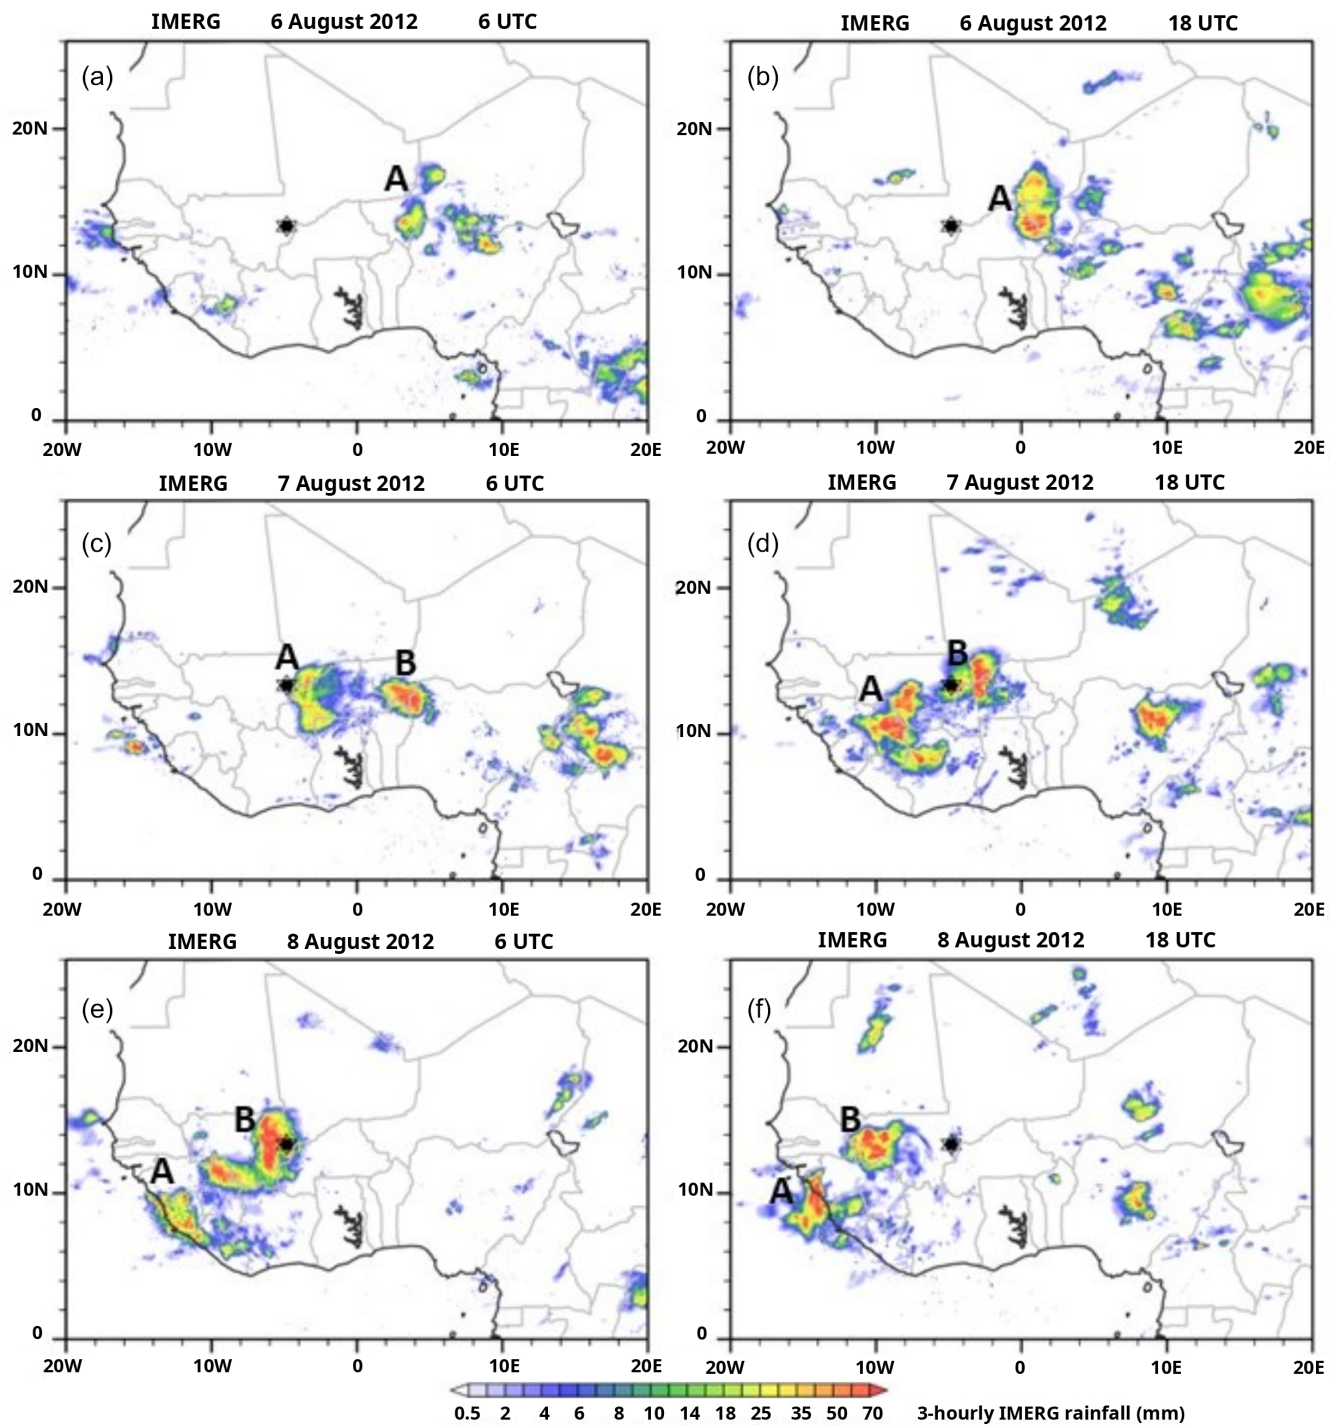 IMERG 6 August 2012 6 UTC
IMERG 6 August 2012 18 UTC
(a)
(b)
A
A
20N
10N
0
20N
10N
0
20W 10W 0 10E 20E
20W 10W 0 10E 20E
IMERG 7 August 2012 6 UTC
IMERG 7 August 2012 18 UTC
(c)
(d)
A B
B
A
20N
10N
0
20N
10N
0
20W 10W 0 10E 20E
20W 10W 0 10E 20E
IMERG 8 August 2012 6 UTC
IMERG 8 August 2012 18 UTC
(e)
(f)
B
A
B
A
20N
10N
0
20N
10N
0
20W 10W 0 10E 20E
20W 10W 0 10E 20E
0.5 2 4 6 8 10 14 18 25 35 50 70 3-hourly IMERG rainfall (mm)